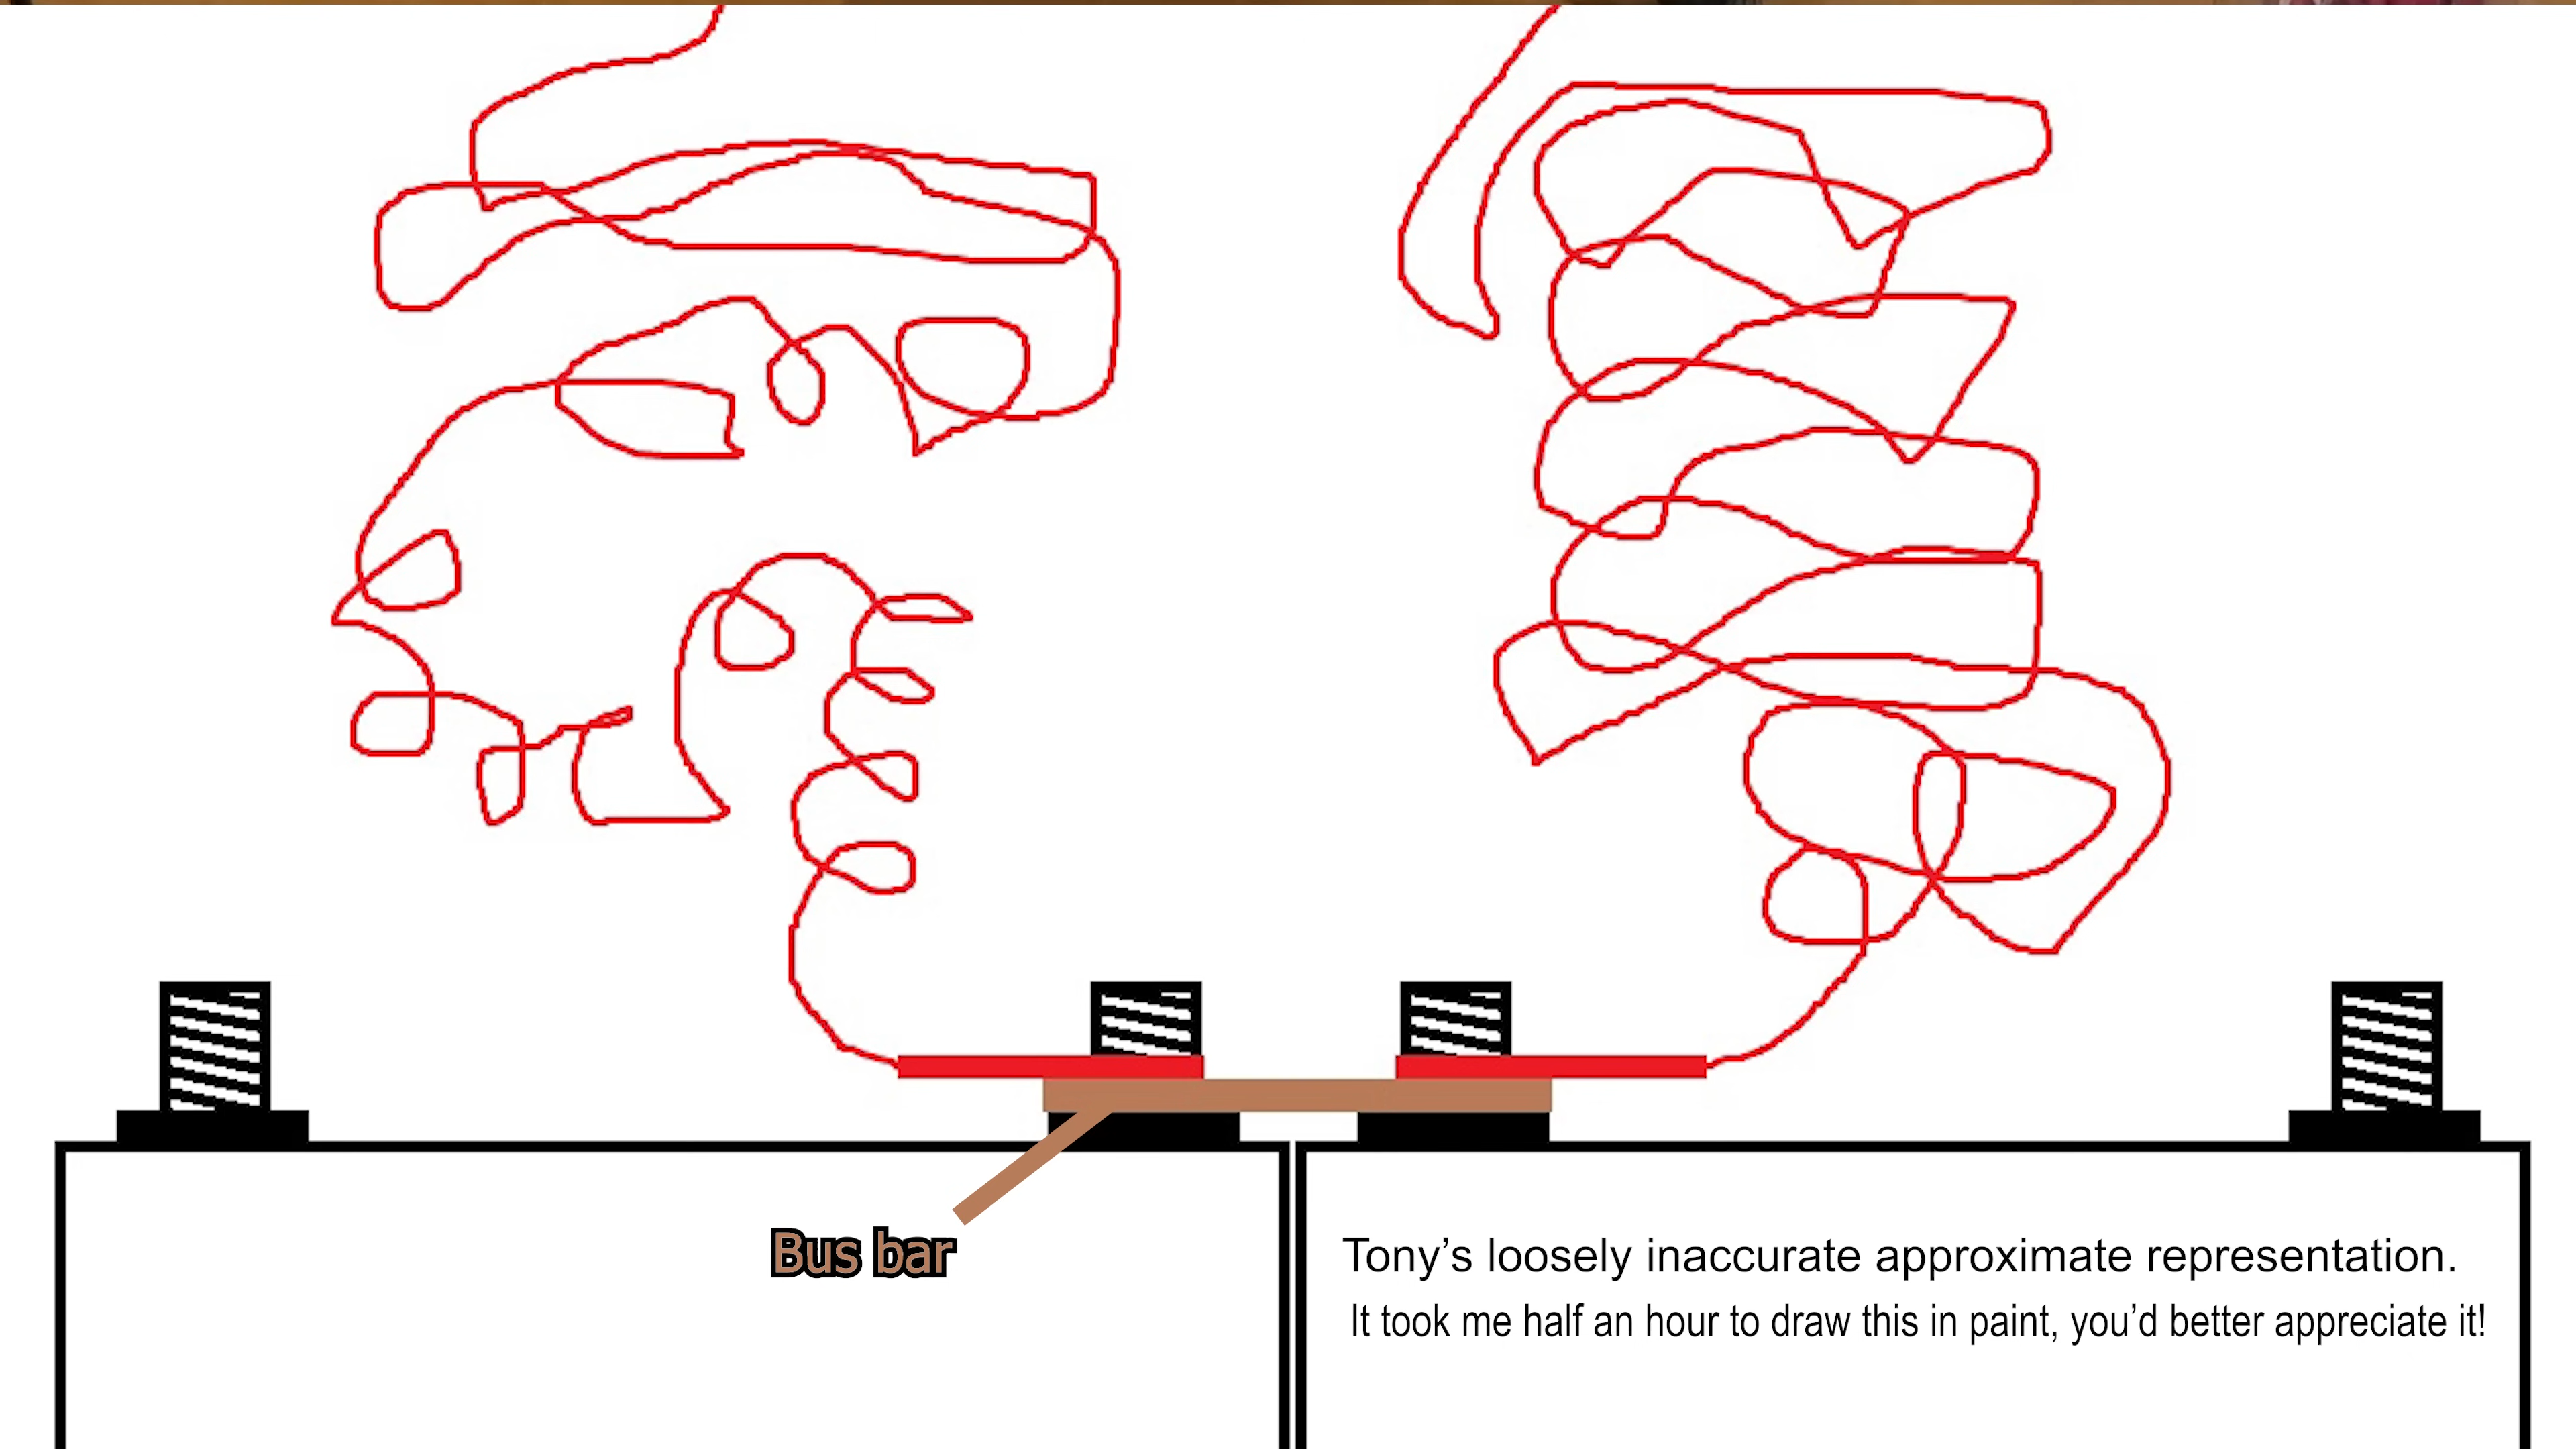 Bus bar
Tony’s loosely inaccurate approximate representation.
It took me half an hour to draw this in paint, you’d better appreciate it!